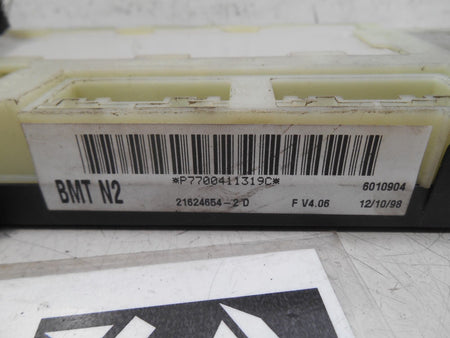 *P7700411319C*
BMT N2
6010904
21624654-2 D F V4.06 12/10/98